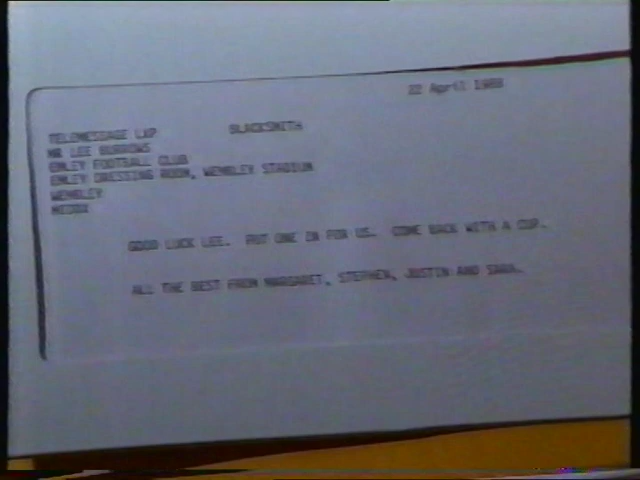 22 April 1988
TELEMESSAGE LXP BLACKSMITH
MR LEE BURROWS
EMLEY FOOTBALL CLUB
EMLEY DRESSING ROOM, WEMBLEY STADIUM
WEMBLEY
MIDDX
GOOD LUCK LEE. PUT ONE IN FOR US. COME BACK WITH A CUP.
ALL THE BEST FROM MARGARET, STEPHEN, JUSTIN AND SARA.